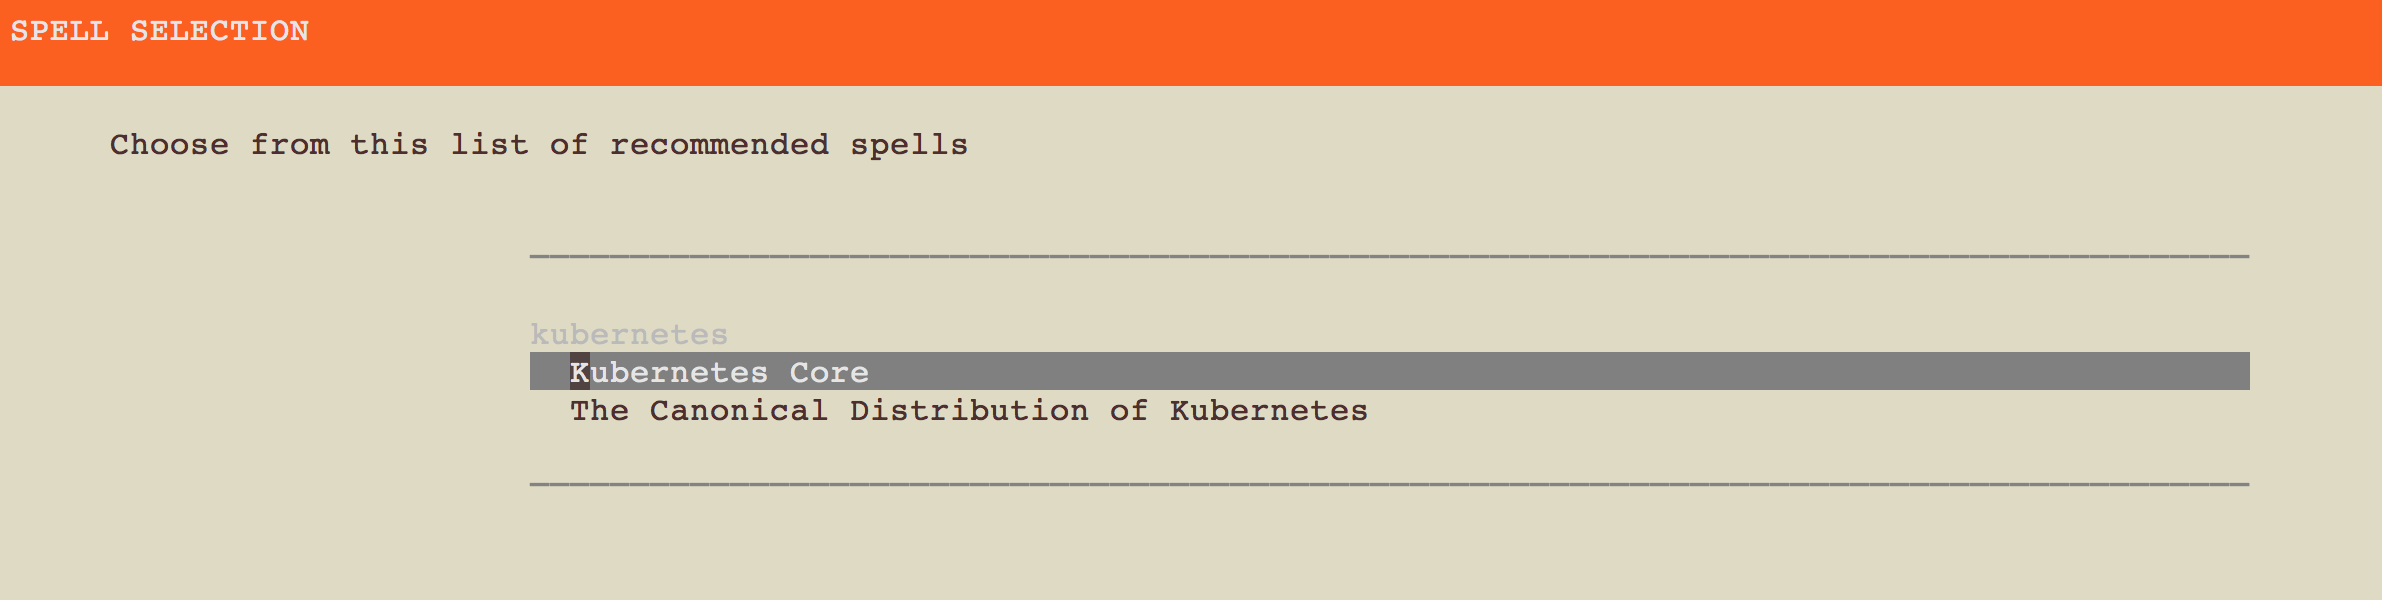 SPELL SELECTION
Choose from this list of recommended spells
kubernetes
Kubernetes Core
The Canonical Distribution of Kubernetes